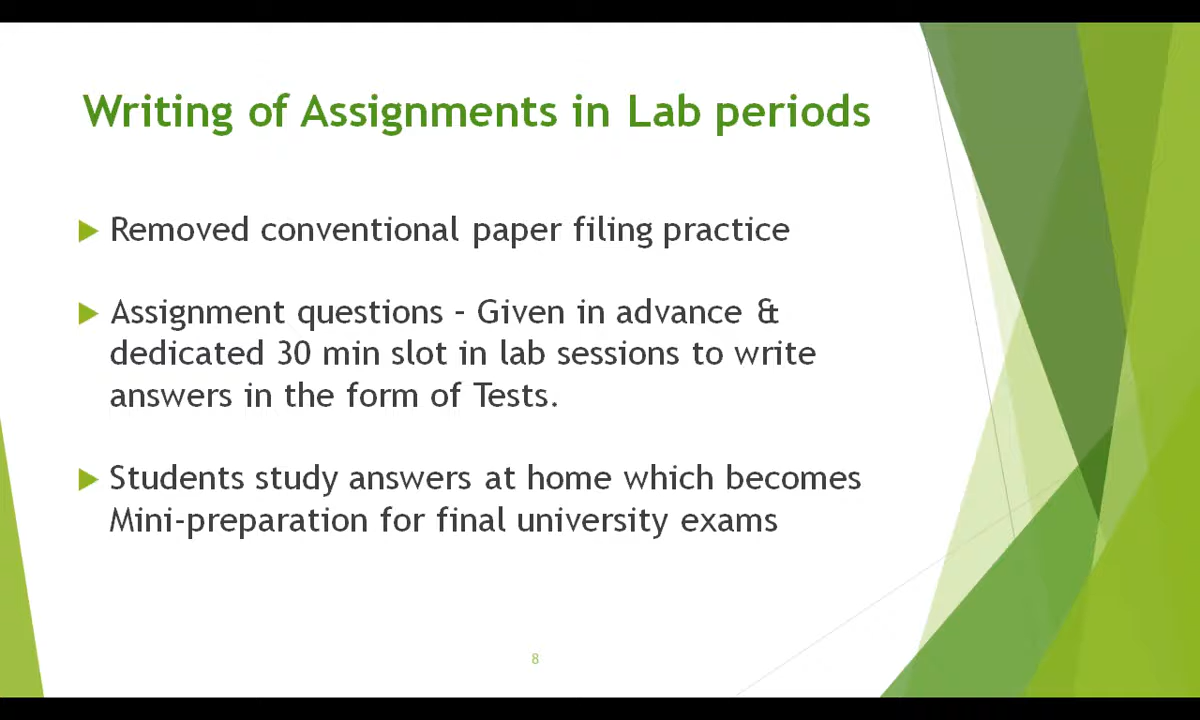 Writing of Assignments in Lab periods
Removed conventional paper filing practice
Assignment questions – Given in advance &
dedicated 30 min slot in lab sessions to write
answers in the form of Tests.
Students study answers at home which becomes
Mini-preparation for final university exams
8